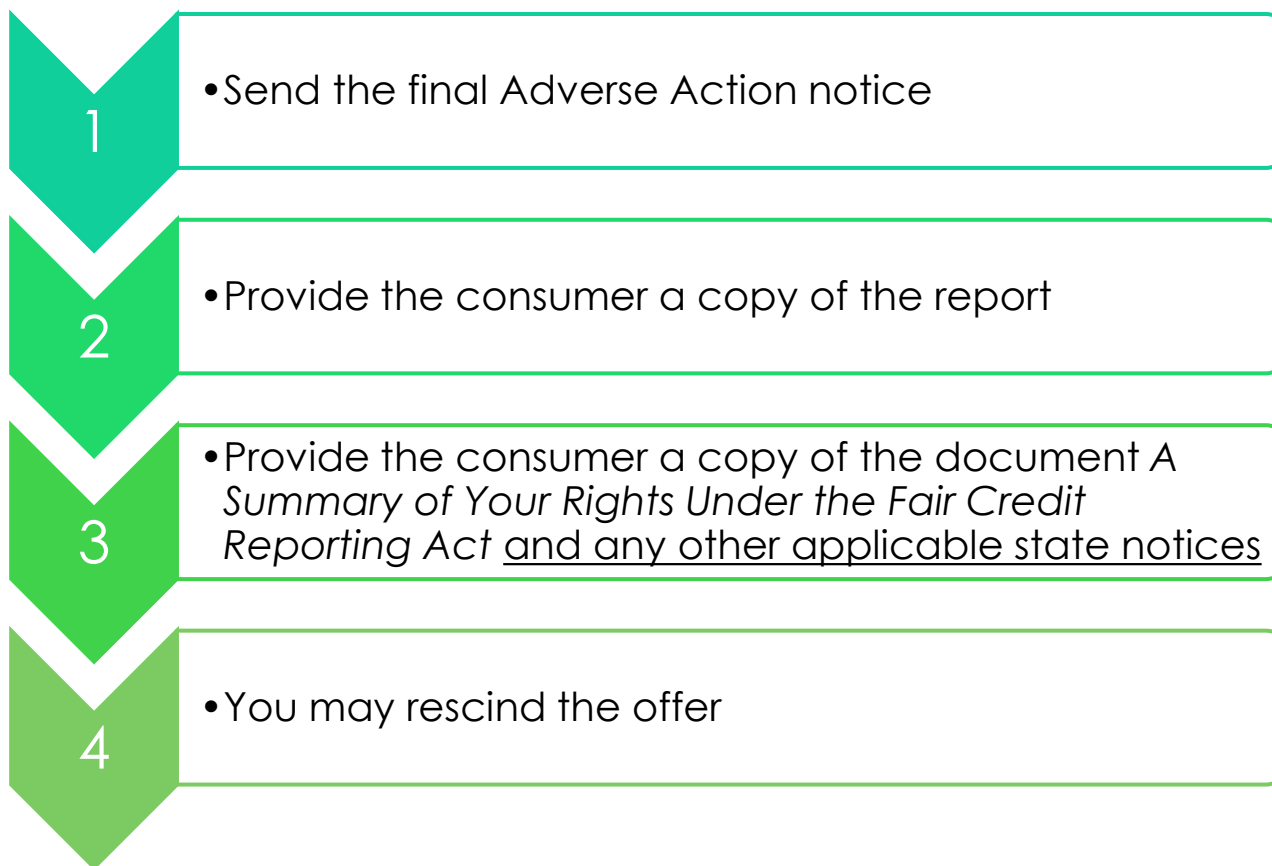 1
•Send the final Adverse Action notice
2
•Provide the consumer a copy of the report
3
•Provide the consumer a copy of the document A
Summary of Your Rights Under the Fair Credit
Reporting Act and any other applicable state notices
4
•You may rescind the offer